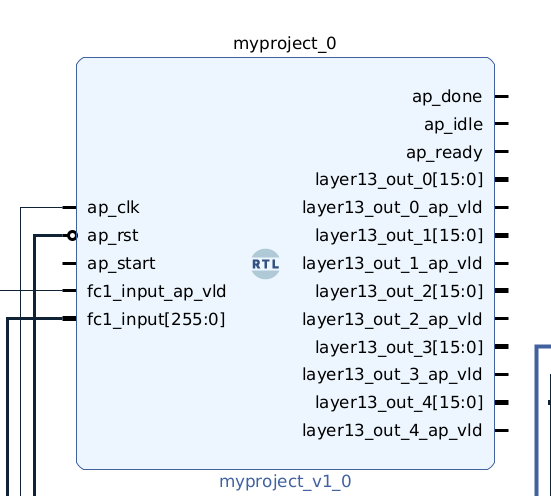 myproject_0
ap_done
ap_idle
ap_ready
layer13_out_0[15:0]
ap_clk layer13_out_0_ap_vld
ap_rst layer13_out_1[15:0]
ap_start RTL layer13_out_1_ap_vld
fc1_input_ap_vld layer13_out_2[15:0]
fc1_input[255:0] layer13_out_2_ap_vld
layer13_out_3[15:0]
layer13_out_3_ap_vld
layer13_out_4[15:0]
layer13_out_4_ap_vld
myproject_v1_0